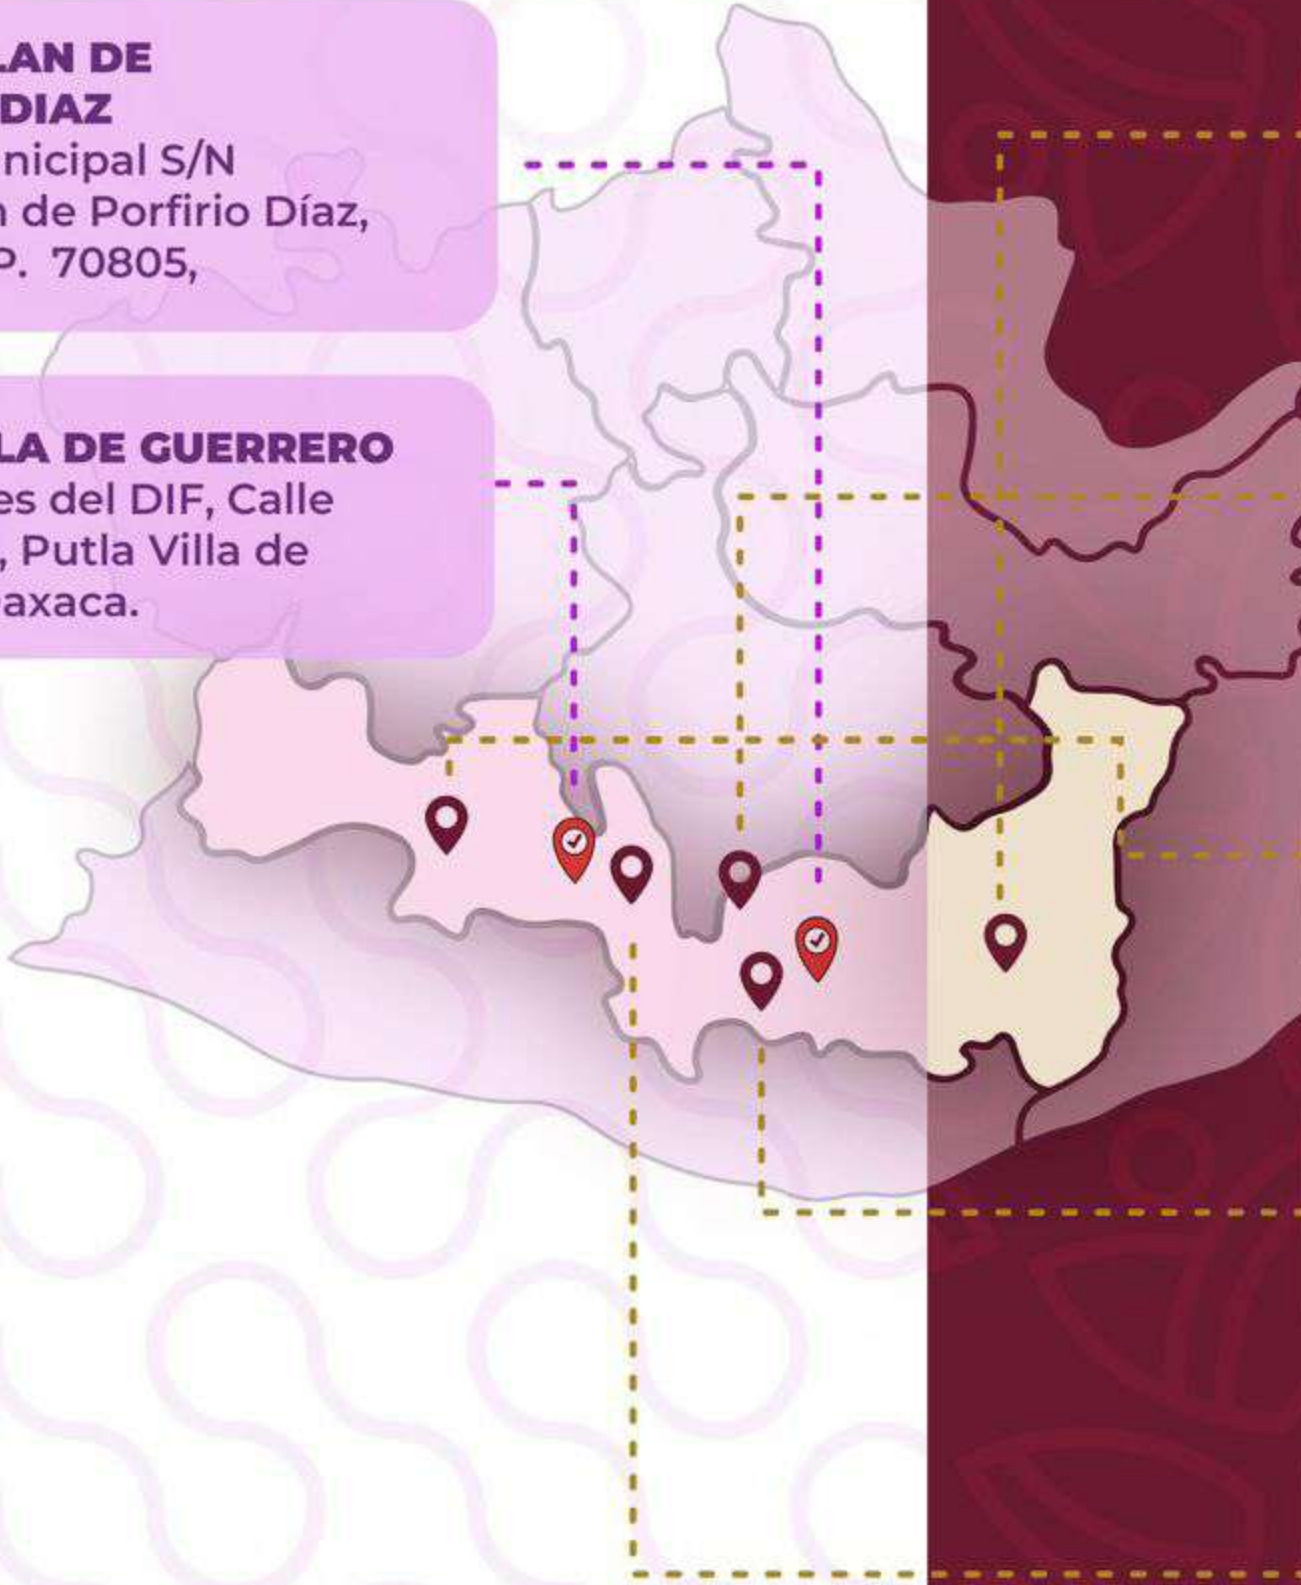 LAN DE
DIAZ
nicipal S/N
n de Porfirio Díaz,
P. 70805,
LA DE GUERRERO
es del DIF, Calle
, Putla Villa de
axaca.